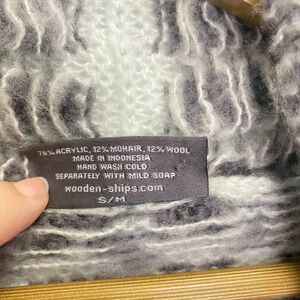 76% ACRYLIC, 12% MOHAIR, 12% WOOL
MADE IN INDONESIA
HAND WASH COLD
SEPARATELY WITH MILD SOAP
wooden-ships.com
S/M